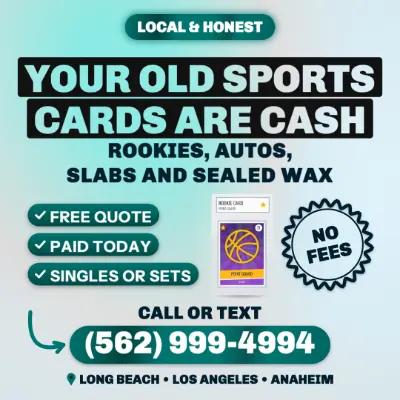 LOCAL & HONEST
YOUR OLD SPORTS
CARDS ARE CASH
ROOKIES, AUTOS,
SLABS AND SEALED WAX
FREE QUOTE
PAID TODAY
SINGLES OR SETS
ROOKIE CARD
POINT GUARD
NO
FEES
CALL OR TEXT
(562) 999-4994
LONG BEACH • LOS ANGELES • ANAHEIM